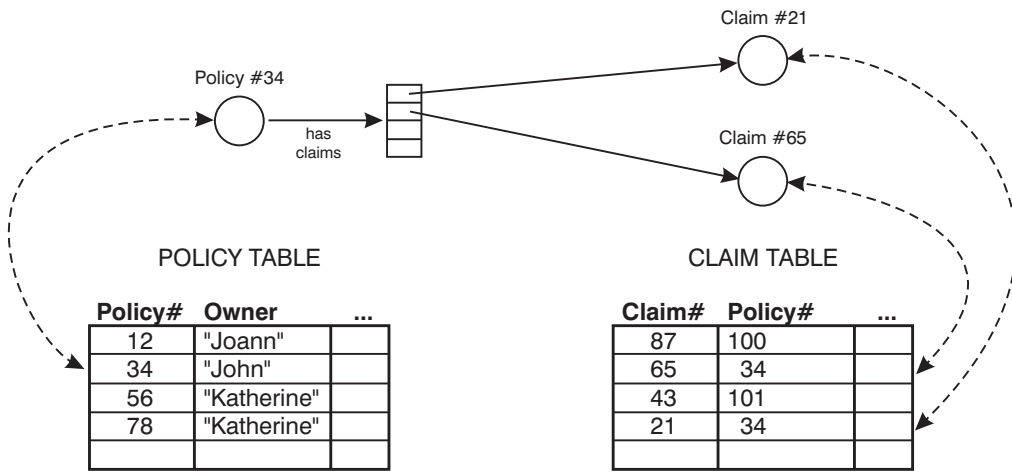 Claim #21
Policy #34
has
claims
Claim #65
POLICY TABLE
Policy# Owner ...
12 "Joann"
34 "John"
56 "Katherine"
78 "Katherine"
CLAIM TABLE
Claim# Policy# ...
87 100
65 34
43 101
21 34